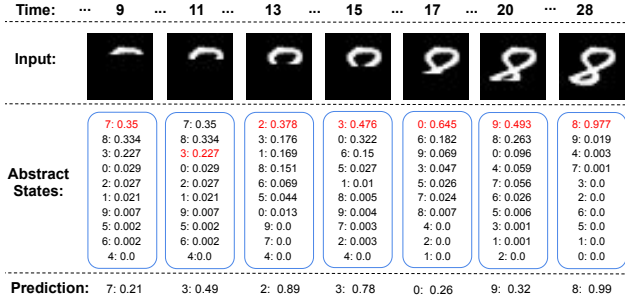 Time: ... 9 ... 11 ... 13 ... 15 ... 17 ... 20 ... 28
Input:
Abstract States:
7: 0.35 7: 0.35 2: 0.378 3: 0.476 0: 0.645 9: 0.493 8: 0.977
8: 0.334 8: 0.334 3: 0.176 0: 0.322 6: 0.182 8: 0.263 9: 0.019
3: 0.227 3: 0.227 1: 0.169 6: 0.15 9: 0.069 0: 0.096 4: 0.003
0: 0.029 0: 0.029 8: 0.151 5: 0.027 3: 0.047 4: 0.059 7: 0.001
2: 0.027 2: 0.027 6: 0.069 1: 0.01 5: 0.026 7: 0.056 3: 0.0
1: 0.021 1: 0.021 5: 0.044 8: 0.005 7: 0.024 6: 0.026 2: 0.0
9: 0.007 9: 0.007 0: 0.013 9: 0.004 8: 0.007 5: 0.006 6: 0.0
5: 0.002 5: 0.002 9: 0.0 7: 0.003 4: 0.0 3: 0.001 5: 0.0
6: 0.002 6: 0.002 7: 0.0 2: 0.003 2: 0.0 1: 0.001 1: 0.0
4: 0.0 4:0.0 4: 0.0 4: 0.0 1: 0.0 2: 0.0 0: 0.0
Prediction: 7: 0.21 3: 0.49 2: 0.89 3: 0.78 0: 0.26 9: 0.32 8: 0.99